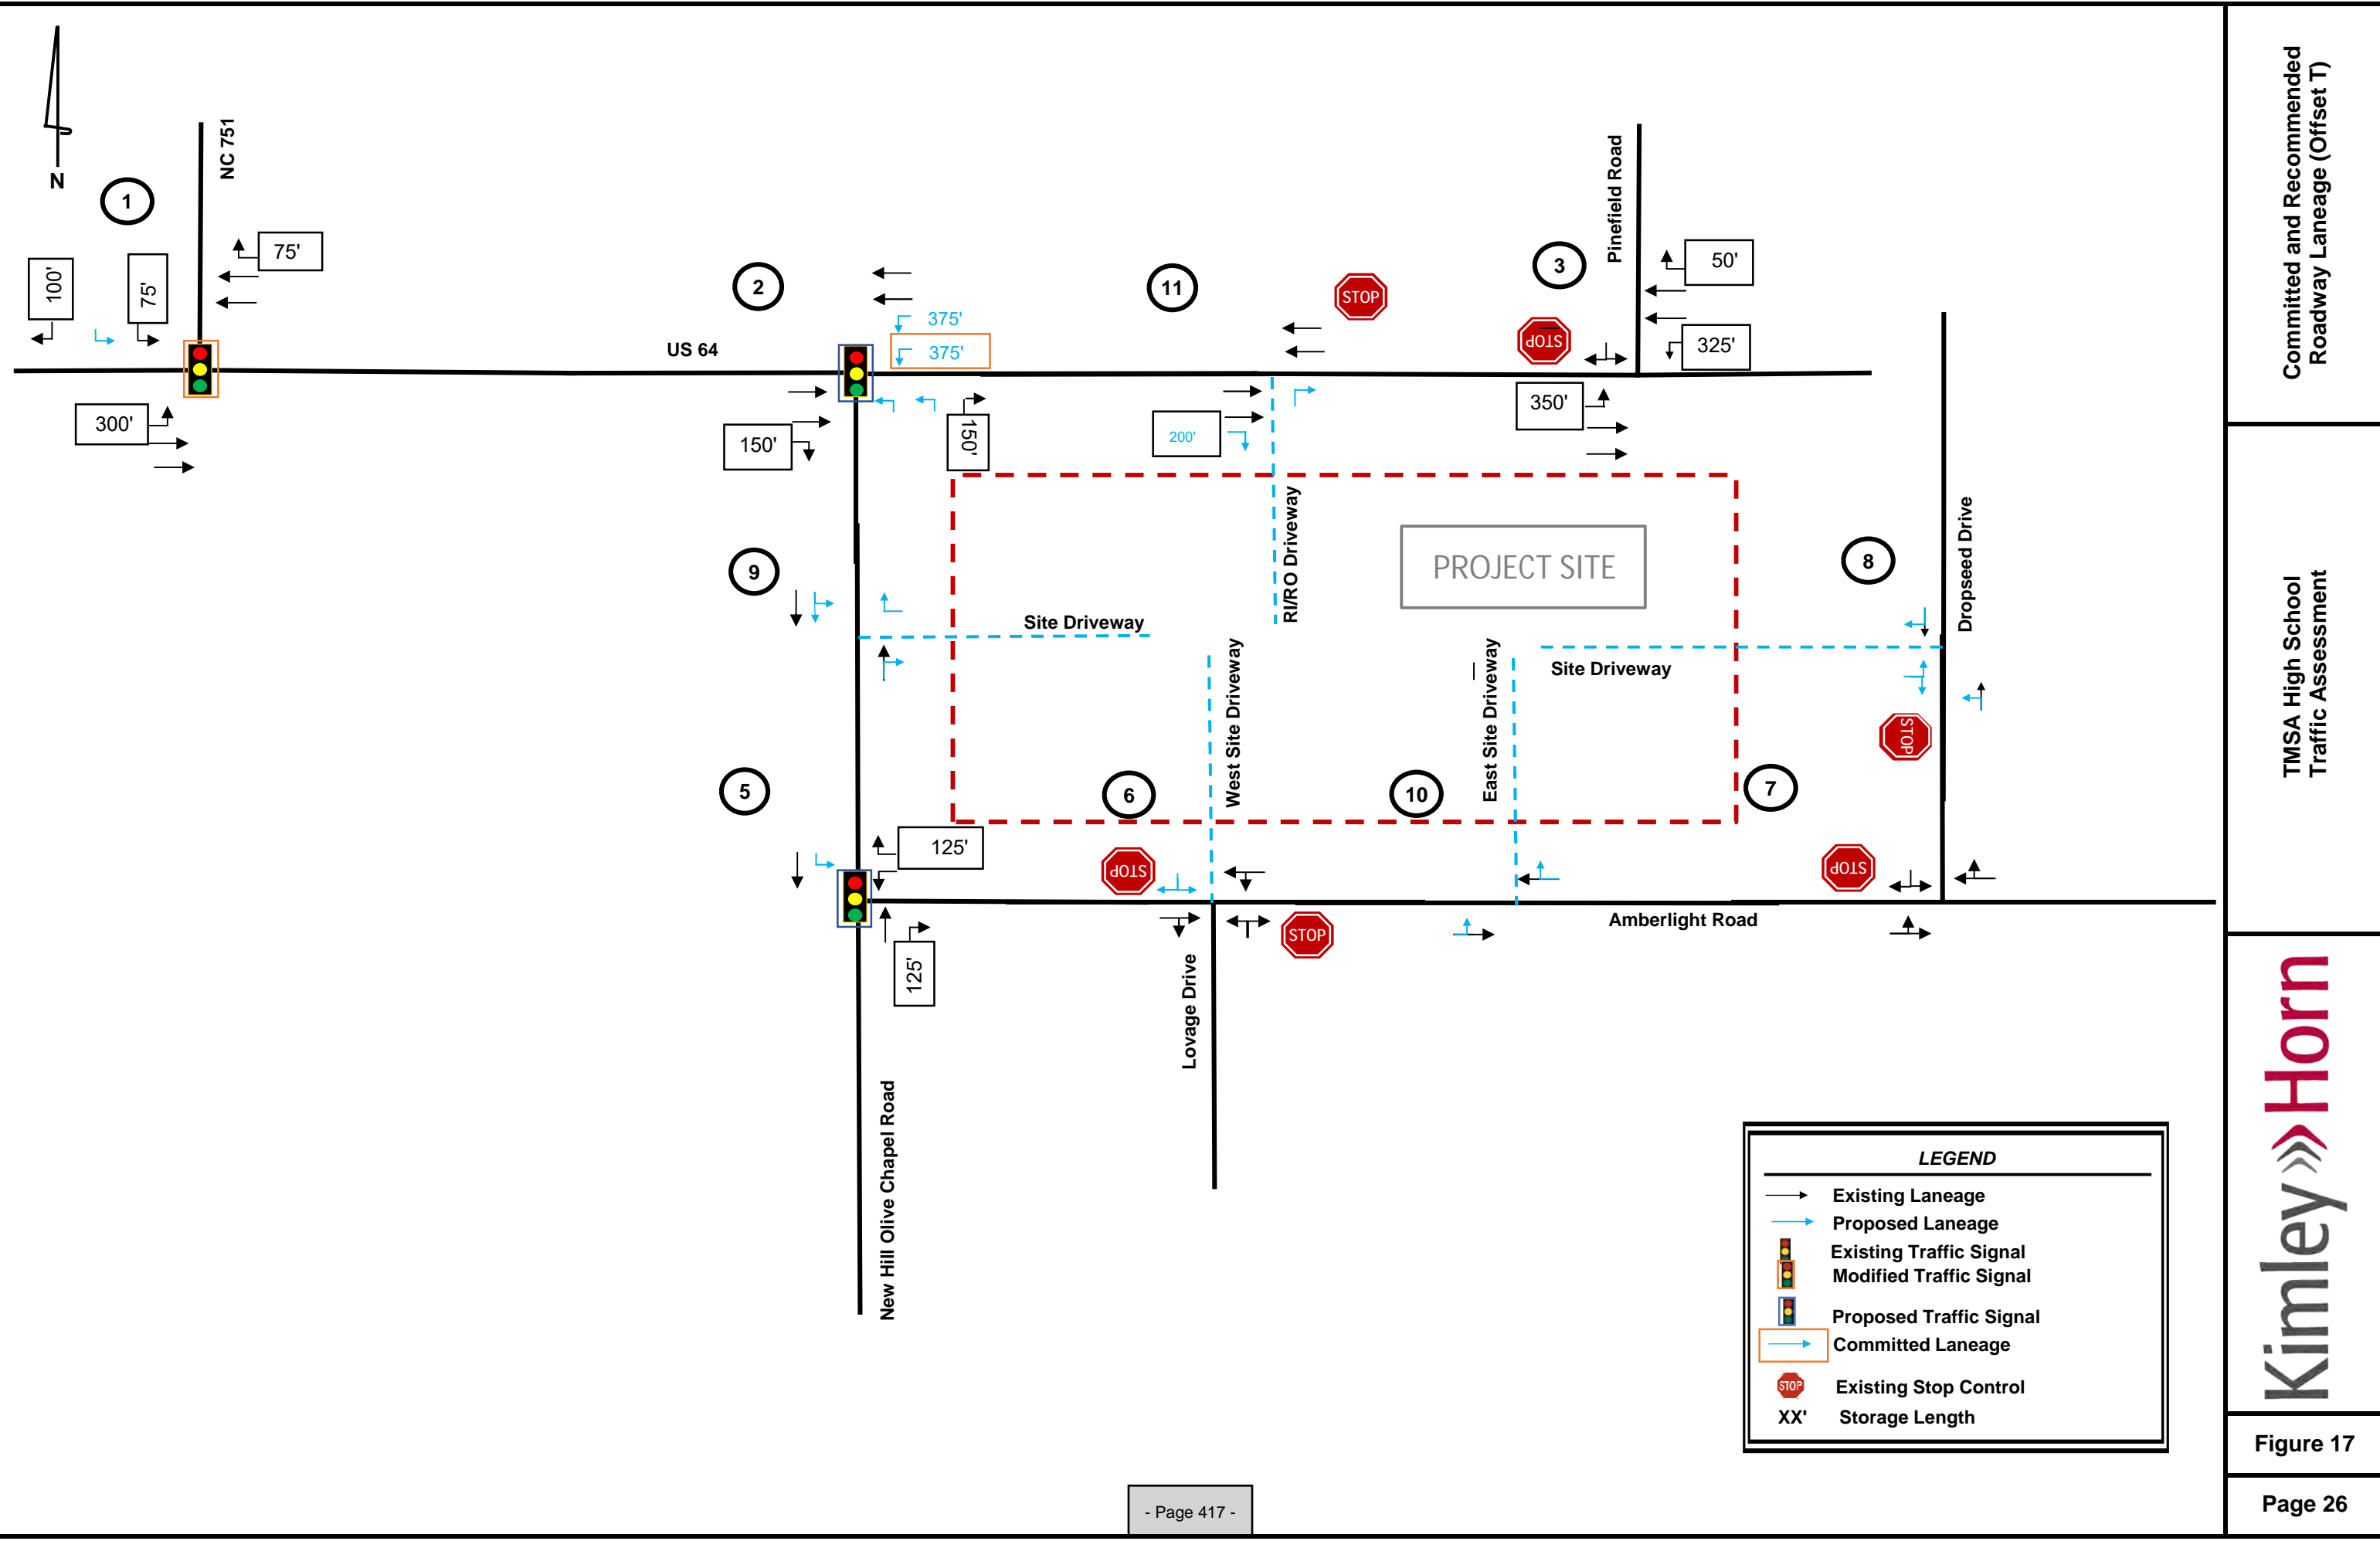 N
1
NC 751
100'
75'
75'
300'
US 64
2
375'
375'
150'
150'
11
STOP
200'
RI/RO Driveway
3
STOP
Pinefield Road
50'
325'
350'
PROJECT SITE
8
Dropseed Drive
STOP
9
Site Driveway
Site Driveway
West Site Driveway
East Site Driveway
5
125'
125'
6
STOP
STOP
10
7
STOP
Amberlight Road
Lovage Drive
New Hill Olive Chapel Road
LEGEND
Existing Laneage
Proposed Laneage
Existing Traffic Signal
Modified Traffic Signal
Proposed Traffic Signal
Committed Laneage
STOP Existing Stop Control
XX' Storage Length
- Page 417 -
Committed and Recommended
Roadway Laneage (Offset T)
TMSA High School
Traffic Assessment
Kimley»Horn
Figure 17
Page 26